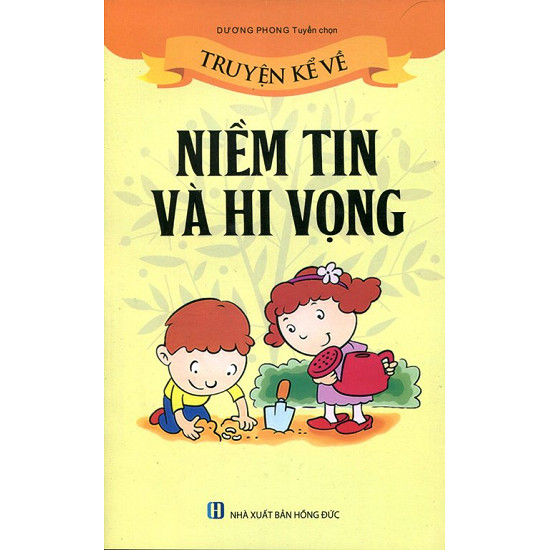 DƯƠNG PHONG Tuyển chọn
TRUYỆN KỂ VỀ
NIỀM TIN
VÀ HI VỌNG
NHÀ XUẤT BẢN HỒNG ĐỨC